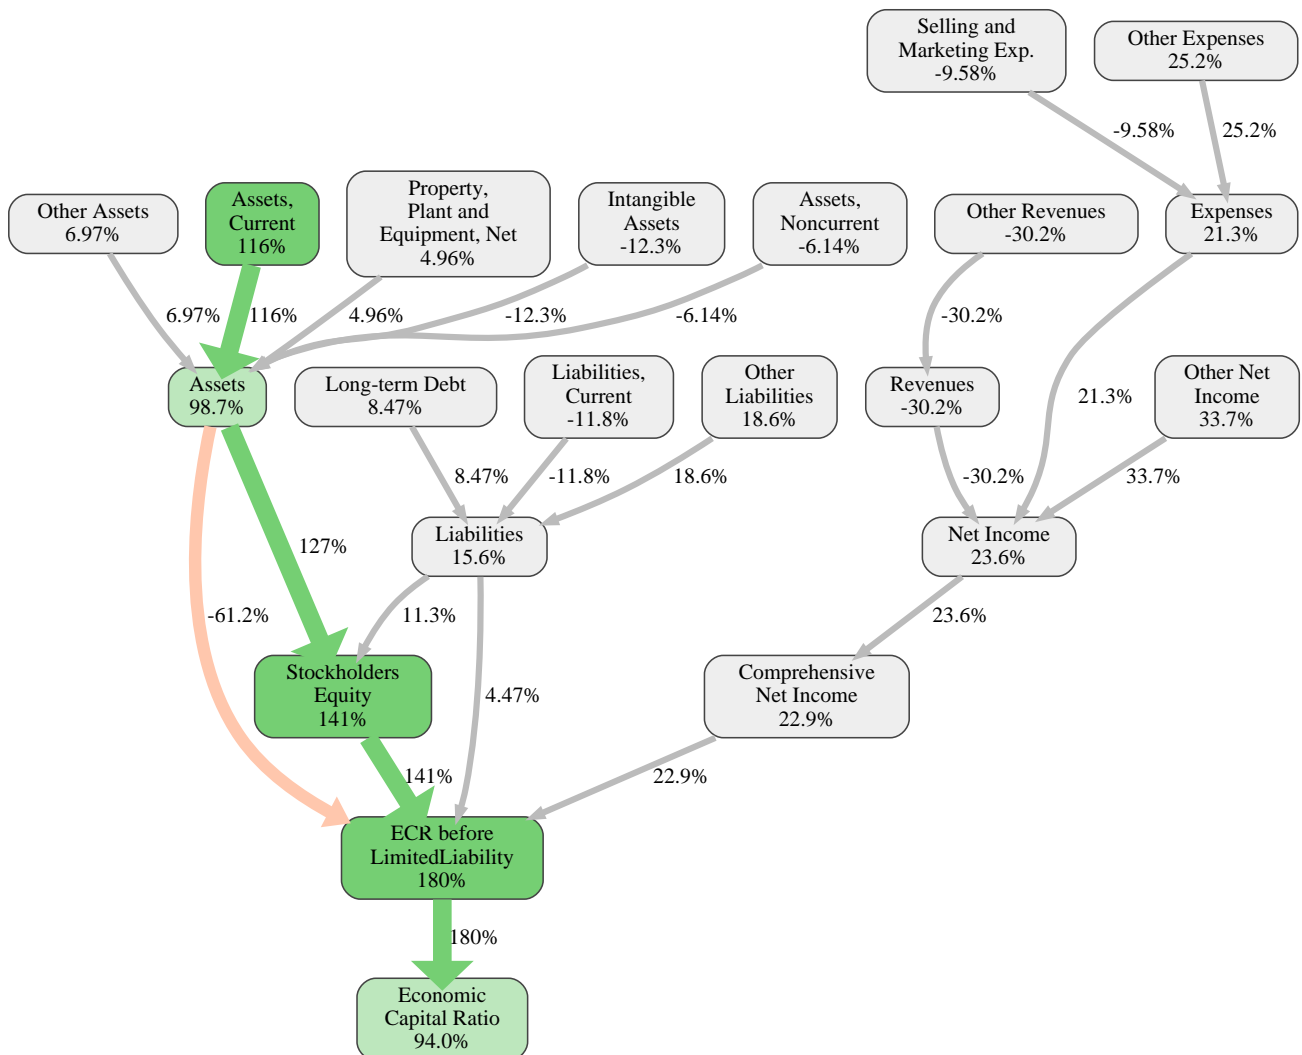 Selling and
Marketing Exp.
-9.58%
Other Expenses
25.2%
-9.58%
25.2%
Other Assets
6.97%
Assets,
Current
116%
Property,
Plant and
Equipment, Net
4.96%
Intangible
Assets
-12.3%
Assets,
Noncurrent
-6.14%
Other Revenues
-30.2%
Expenses
21.3%
6.97%
116%
4.96%
-12.3%
-6.14%
-30.2%
Assets
98.7%
Long-term Debt
8.47%
Liabilities,
Current
-11.8%
Other
Liabilities
18.6%
Revenues
-30.2%
21.3%
Other Net
Income
33.7%
8.47%
-11.8%
18.6%
-30.2%
33.7%
127%
Liabilities
15.6%
Net Income
23.6%
-61.2%
11.3%
23.6%
Stockholders
Equity
141%
4.47%
Comprehensive
Net Income
22.9%
141%
22.9%
ECR before
LimitedLiability
180%
180%
Economic
Capital Ratio
94.0%